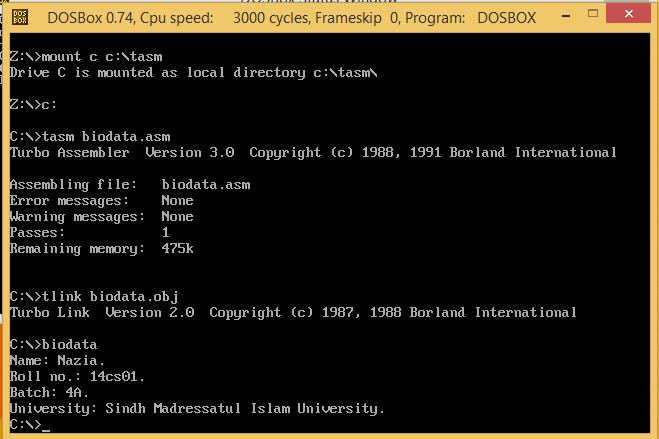 DOSBox 0.74, Cpu speed: 3000 cycles, Frameskip 0, Program: DOSBOX
Z:\>mount c c:\tasm
Drive C is mounted as local directory c:\tasm\
Z:\>c:
C:\>tasm biodata.asm
Turbo Assembler Version 3.0 Copyright (c) 1988, 1991 Borland International
Assembling file: biodata.asm
Error messages: None
Warning messages: None
Passes: 1
Remaining memory: 475k
C:\>tlink biodata.obj
Turbo Link Version 2.0 Copyright (c) 1987, 1988 Borland International
C:\>biodata
Name: Nazia.
Roll no.: 14cs01.
Batch: 4A.
University: Sindh Madressatul Islam University.
C:\>_